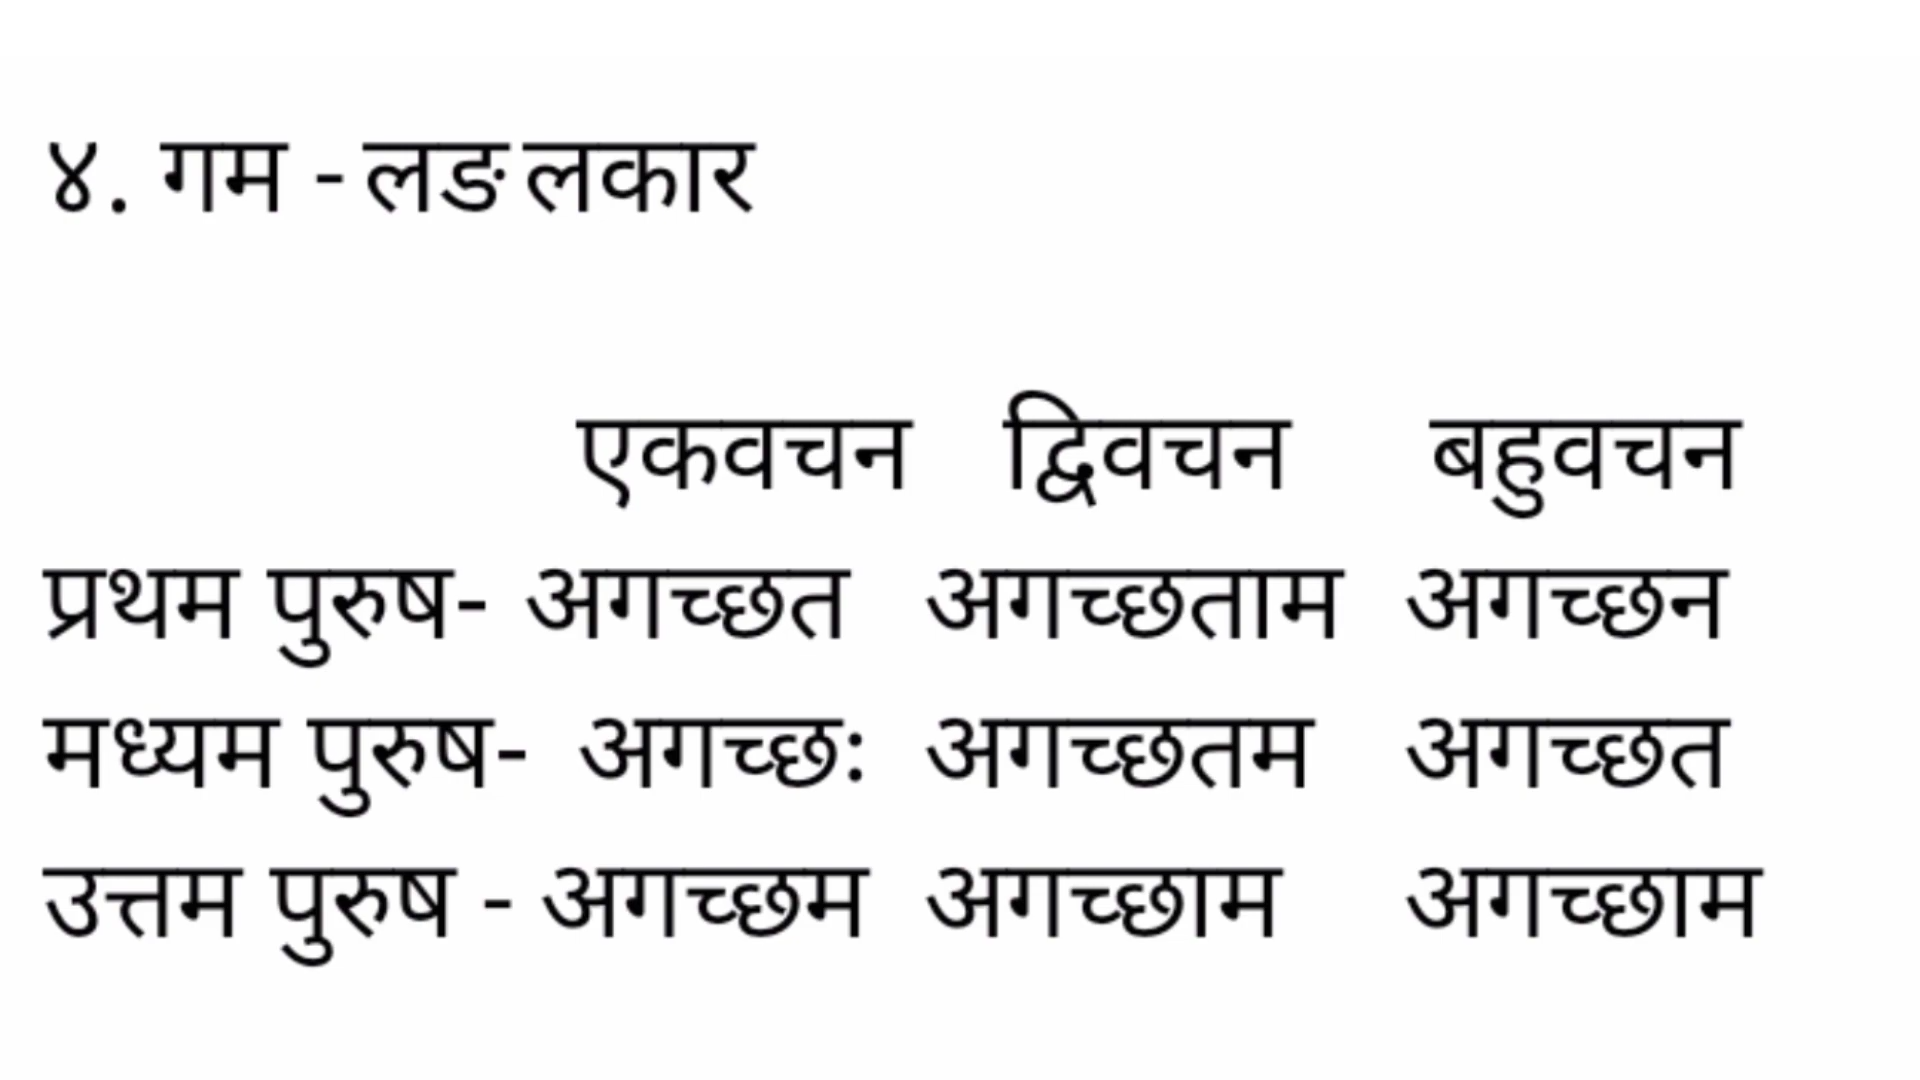 ४. गम - लङ लकार
एकवचन द्विवचन बहुवचन
प्रथम पुरुष- अगच्छत अगच्छताम अगच्छन
मध्यम पुरुष- अगच्छः अगच्छतम अगच्छत
उत्तम पुरुष - अगच्छम अगच्छाम अगच्छाम